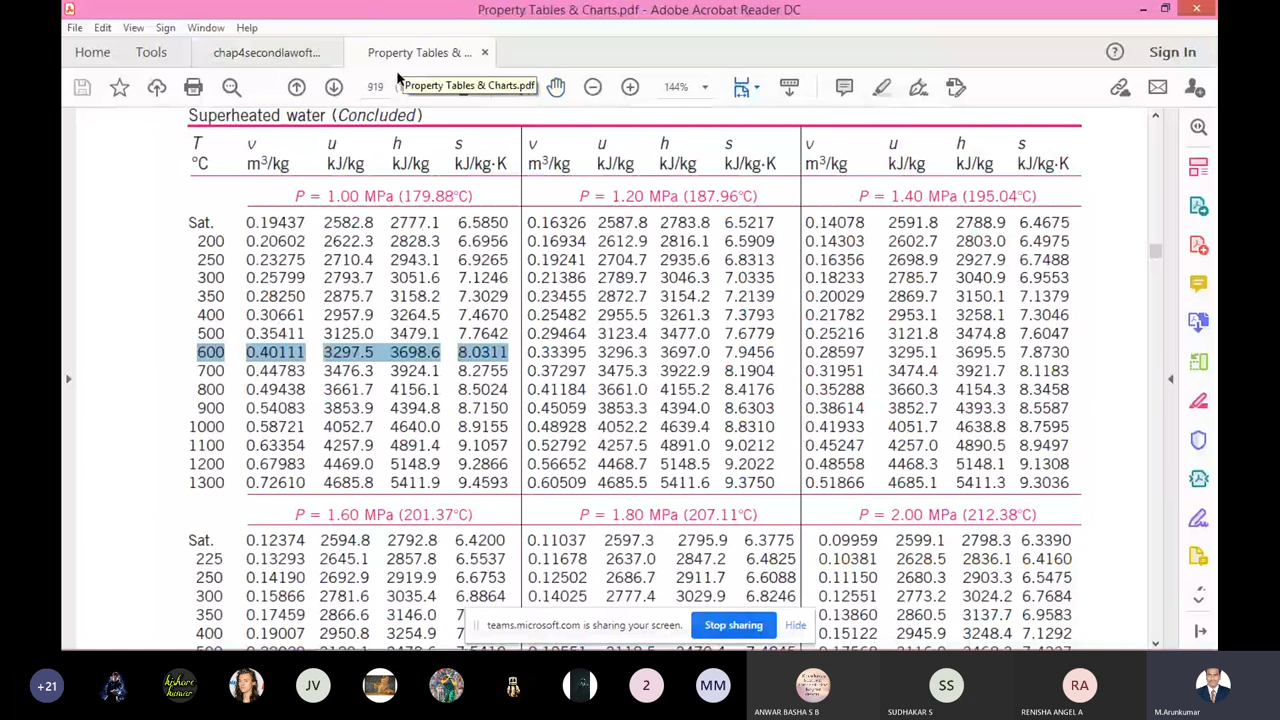 Property Tables & Charts.pdf - Adobe Acrobat Reader DC
File Edit View Sign Window Help
Home Tools chap4secondlawoft... Property Tables & ... × Sign In
919 Property Tables & Charts.pdf 144%
Superheated water (Concluded)
T v u h s v u h s v u h s
°C m³/kg kJ/kg kJ/kg kJ/kg·K m³/kg kJ/kg kJ/kg kJ/kg·K m³/kg kJ/kg kJ/kg kJ/kg·K
P = 1.00 MPa (179.88°C) P = 1.20 MPa (187.96°C) P = 1.40 MPa (195.04°C)
Sat. 0.19437 2582.8 2777.1 6.5850 0.16326 2587.8 2783.8 6.5217 0.14078 2591.8 2788.9 6.4675
200 0.20602 2622.3 2828.3 6.6956 0.16934 2612.9 2816.1 6.5909 0.14303 2602.7 2803.0 6.4975
250 0.23275 2710.4 2943.1 6.9265 0.19241 2704.7 2935.6 6.8313 0.16356 2698.9 2927.9 6.7488
300 0.25799 2793.7 3051.6 7.1246 0.21386 2789.7 3046.3 7.0335 0.18233 2785.7 3040.9 6.9553
350 0.28250 2875.7 3158.2 7.3029 0.23455 2872.7 3154.2 7.2139 0.20029 2869.7 3150.1 7.1379
400 0.30661 2957.9 3264.5 7.4670 0.25482 2955.5 3261.3 7.3793 0.21782 2953.1 3258.1 7.3046
500 0.35411 3125.0 3479.1 7.7642 0.29464 3123.4 3477.0 7.6779 0.25216 3121.8 3474.8 7.6047
600 0.40111 3297.5 3698.6 8.0311 0.33395 3296.3 3697.0 7.9456 0.28597 3295.1 3695.5 7.8730
700 0.44783 3476.3 3924.1 8.2755 0.37297 3475.3 3922.9 8.1904 0.31951 3474.4 3921.7 8.1183
800 0.49438 3661.7 4156.1 8.5024 0.41184 3661.0 4155.2 8.4176 0.35288 3660.3 4154.3 8.3458
900 0.54083 3853.9 4394.8 8.7150 0.45059 3853.3 4394.0 8.6303 0.38614 3852.7 4393.3 8.5587
1000 0.58721 4052.7 4640.0 8.9155 0.48928 4052.2 4639.4 8.8310 0.41933 4051.7 4638.8 8.7595
1100 0.63354 4257.9 4891.4 9.1057 0.52792 4257.5 4891.0 9.0212 0.45247 4257.0 4890.5 8.9497
1200 0.67983 4469.0 5148.9 9.2866 0.56652 4468.7 5148.5 9.2022 0.48558 4468.3 5148.1 9.1308
1300 0.72610 4685.8 5411.9 9.4593 0.60509 4685.5 5411.6 9.3750 0.51866 4685.1 5411.3 9.3036
P = 1.60 MPa (201.37°C) P = 1.80 MPa (207.11°C) P = 2.00 MPa (212.38°C)
Sat. 0.12374 2594.8 2792.8 6.4200 0.11037 2597.3 2795.9 6.3775 0.09959 2599.1 2798.3 6.3390
225 0.13293 2645.1 2857.8 6.5537 0.11678 2637.0 2847.2 6.4825 0.10381 2628.5 2836.1 6.4160
250 0.14190 2692.9 2919.9 6.6753 0.12502 2686.7 2911.7 6.6088 0.11150 2680.3 2903.3 6.5475
300 0.15866 2781.6 3035.4 6.8864 0.14025 2777.4 3029.9 6.8246 0.12551 2773.2 3024.2 6.7684
350 0.17459 2866.6 3146.0 7 0.13860 2860.5 3137.7 6.9583
400 0.19007 2950.8 3254.9 7 0.15122 2945.9 3248.4 7.1292
teams.microsoft.com is sharing your screen. Stop sharing Hide
+21 kishore kumar JV 2 MM SS RA
ANWAR BASHA S B SUDHAKAR S RENISHA ANGEL A M.Arunkumar